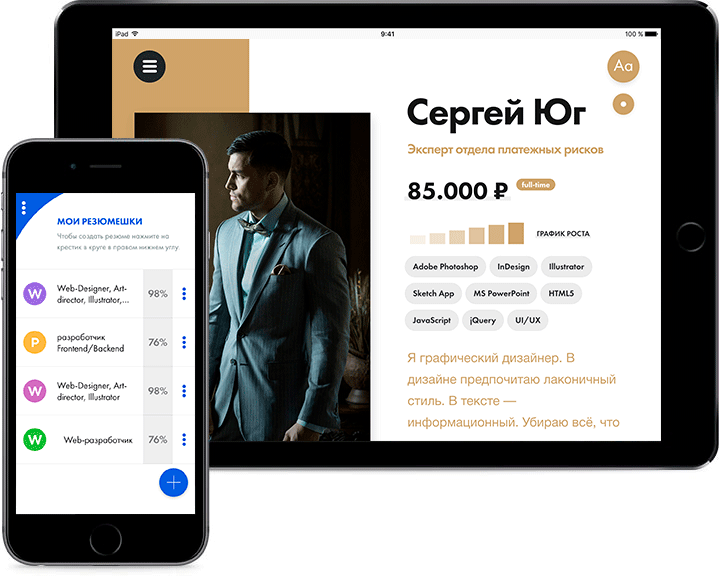 iPad
9:41
100 %
Aa
Сергей Юг
Эксперт отдела платежных рисков
85.000 ₽
full-time
ГРАФИК РОСТА
Adobe Photoshop
InDesign
Illustrator
Sketch App
MS PowerPoint
HTML5
JavaScript
jQuery
UI/UX
Я графический дизайнер. В
дизайне предпочитаю лаконичный
стиль. В тексте —
информационный. Убираю всё, что
МОИ РЕЗЮМЕШКИ
Чтобы создать резюме нажмите на
крестик в круге в правом нижнем углу
W
Web-Designer, Art-
director, Illustrator,...
98%
P
разработчик
Frontend/Backend
76%
W
Web-Designer, Art-
director, Illustrator
98%
W
Web-разработчик
76%